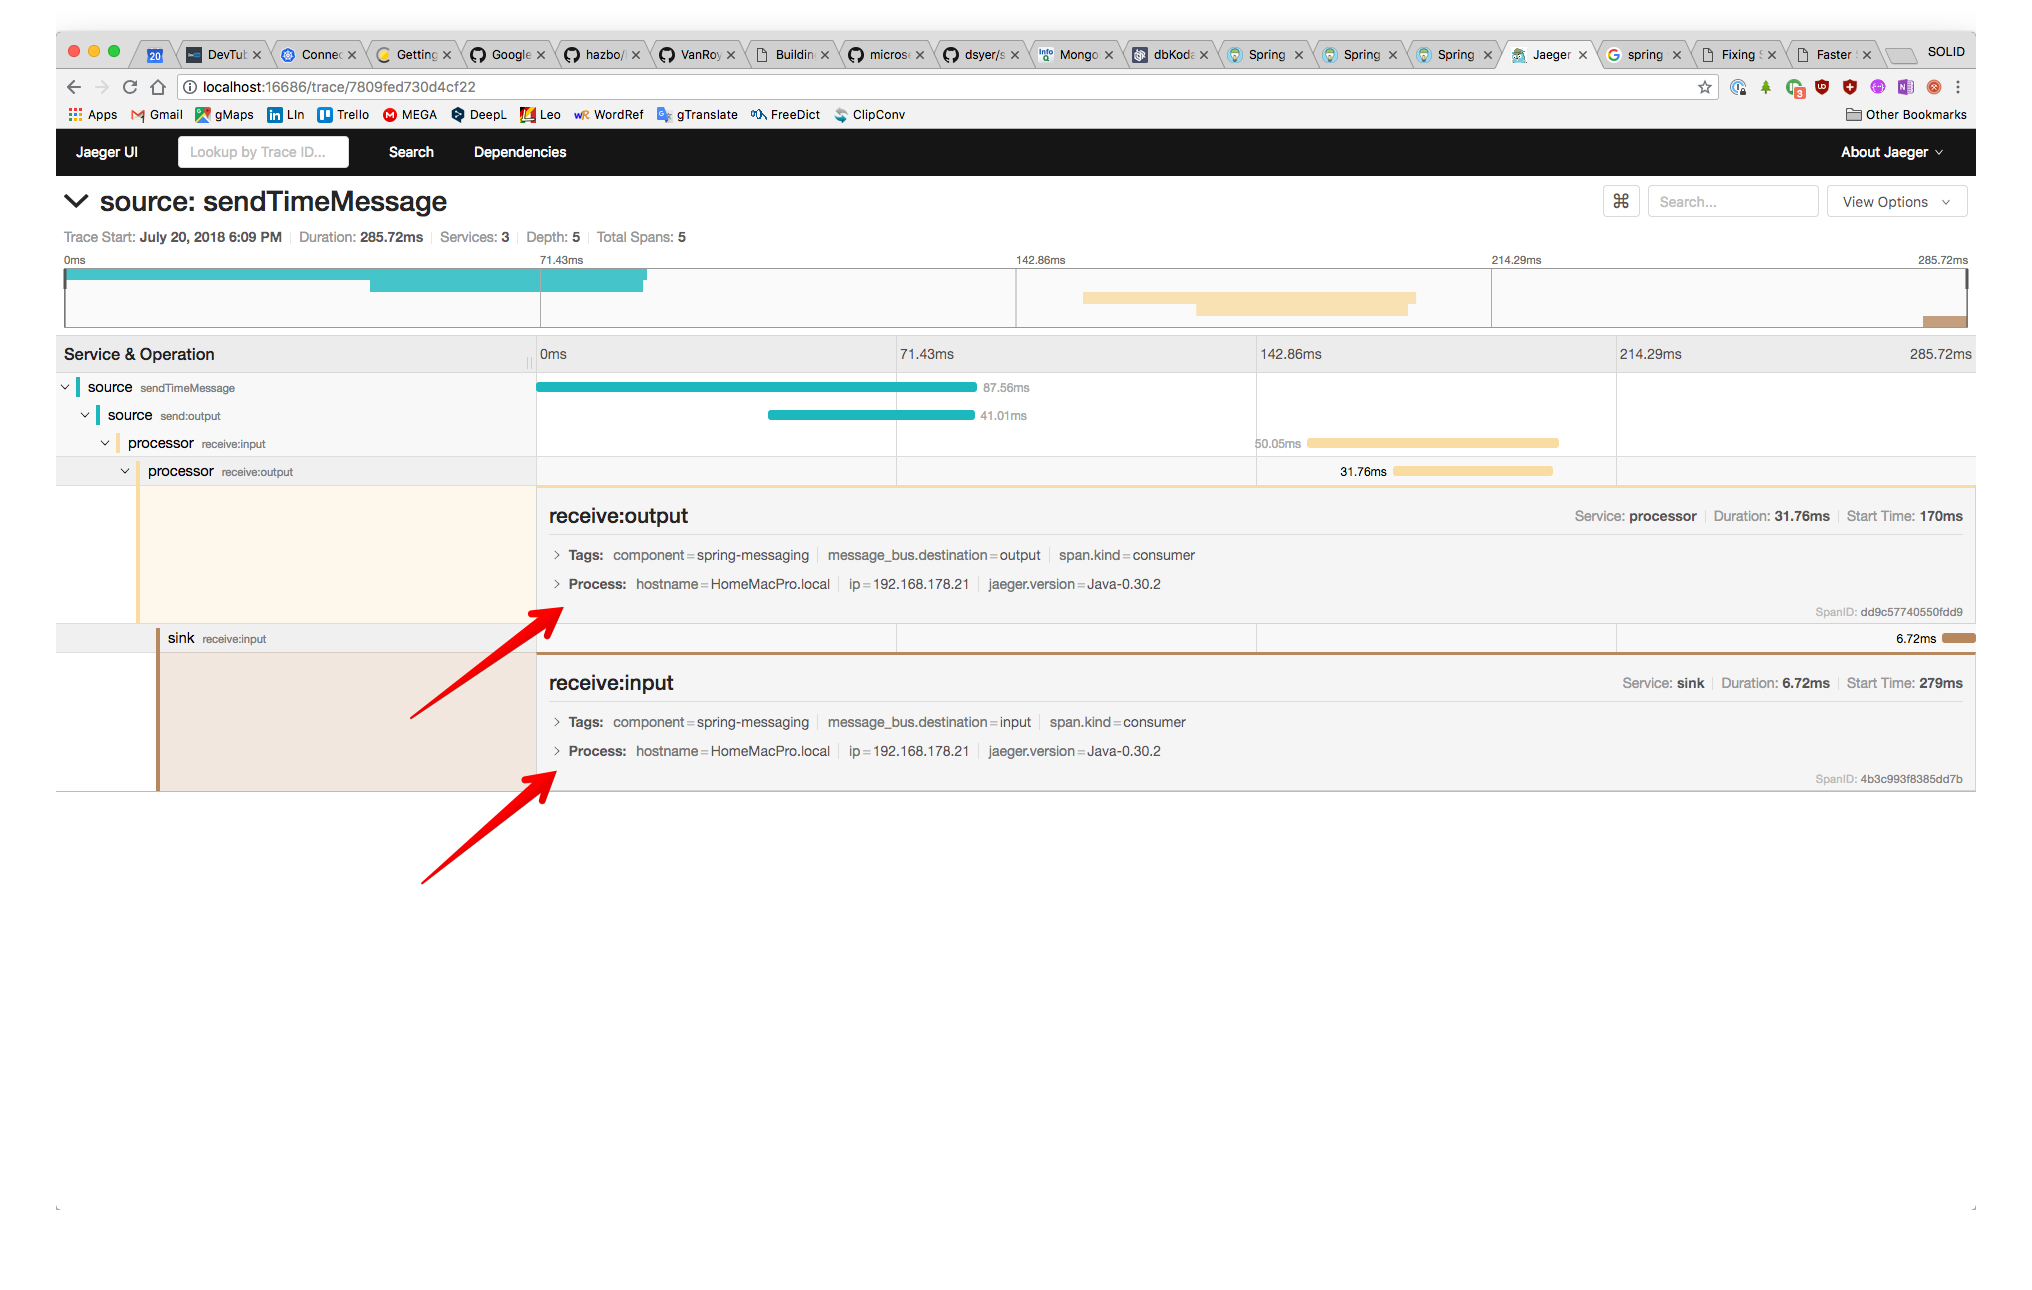 20 DevTub Connec Getting Google hazbo/ VanRoy Buildin micros dsyer/s Mongo dbKoda Spring Spring Spring Jaeger spring Fixing Faster SOLID
localhost:16686/trace/7809fed730d4cf22
Apps Gmail gMaps LIn Trello MEGA DeepL Leo WordRef gTranslate FreeDict ClipConv Other Bookmarks
Jaeger UI Lookup by Trace ID... Search Dependencies About Jaeger
source: sendTimeMessage ⌘ Search... View Options
Trace Start: July 20, 2018 6:09 PM Duration: 285.72ms Services: 3 Depth: 5 Total Spans: 5
0ms 71.43ms 142.86ms 214.29ms 285.72ms
Service & Operation 0ms 71.43ms 142.86ms 214.29ms 285.72ms
source sendTimeMessage 87.56ms
source send:output 41.01ms
processor receive:input 50.05ms
processor receive:output 31.76ms
receive:output Service: processor Duration: 31.76ms Start Time: 170ms
Tags: component=spring-messaging message_bus.destination=output span.kind=consumer
Process: hostname=HomeMacPro.local ip=192.168.178.21 jaeger.version=Java-0.30.2
SpanID: dd9c57740550fdd9
sink receive:input 6.72ms
receive:input Service: sink Duration: 6.72ms Start Time: 279ms
Tags: component=spring-messaging message_bus.destination=input span.kind=consumer
Process: hostname=HomeMacPro.local ip=192.168.178.21 jaeger.version=Java-0.30.2
SpanID: 4b3c993f8385dd7b